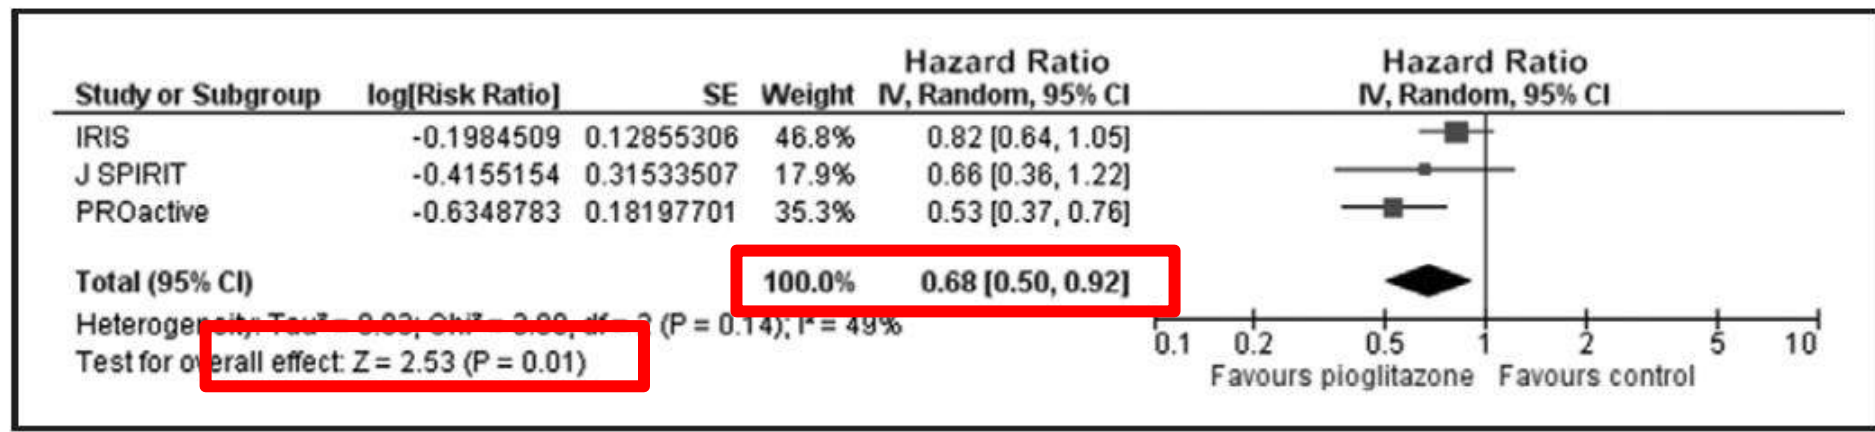 Hazard Ratio Hazard Ratio
Study or Subgroup log[Risk Ratio] SE Weight IV, Random, 95% CI IV, Random, 95% CI
IRIS -0.1984509 0.12855306 46.8% 0.82 [0.64, 1.05]
J SPIRIT -0.4155154 0.31533507 17.9% 0.66 [0.36, 1.22]
PROactive -0.6348783 0.18197701 35.3% 0.53 [0.37, 0.76]
Total (95% CI) 100.0% 0.68 [0.50, 0.92]
Heterogeneity: (P = 0.14); I² = 49%
Test for overall effect: Z = 2.53 (P = 0.01)
0.1 0.2 0.5 1 2 5 10
Favours pioglitazone Favours control